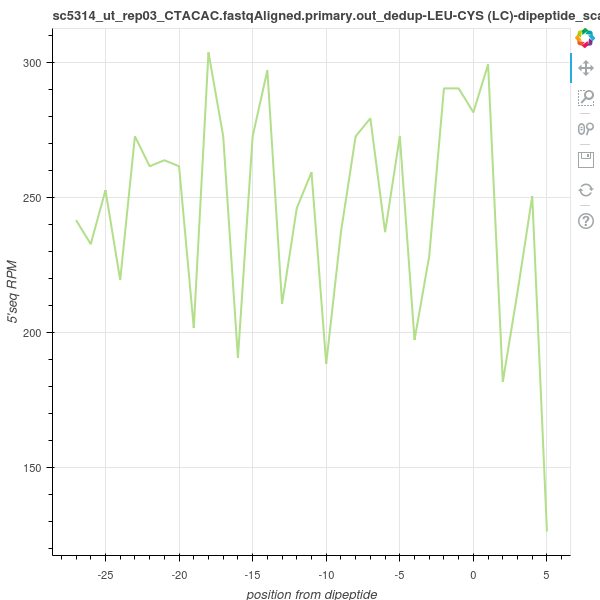 sc5314_ut_rep03_CTACAC.fastqAligned.primary.out_dedup-LEU-CYS (LC)-dipeptide_sca
300
250
200
150
5'seq RPM
-25 -20 -15 -10 -5 0 5
position from dipeptide